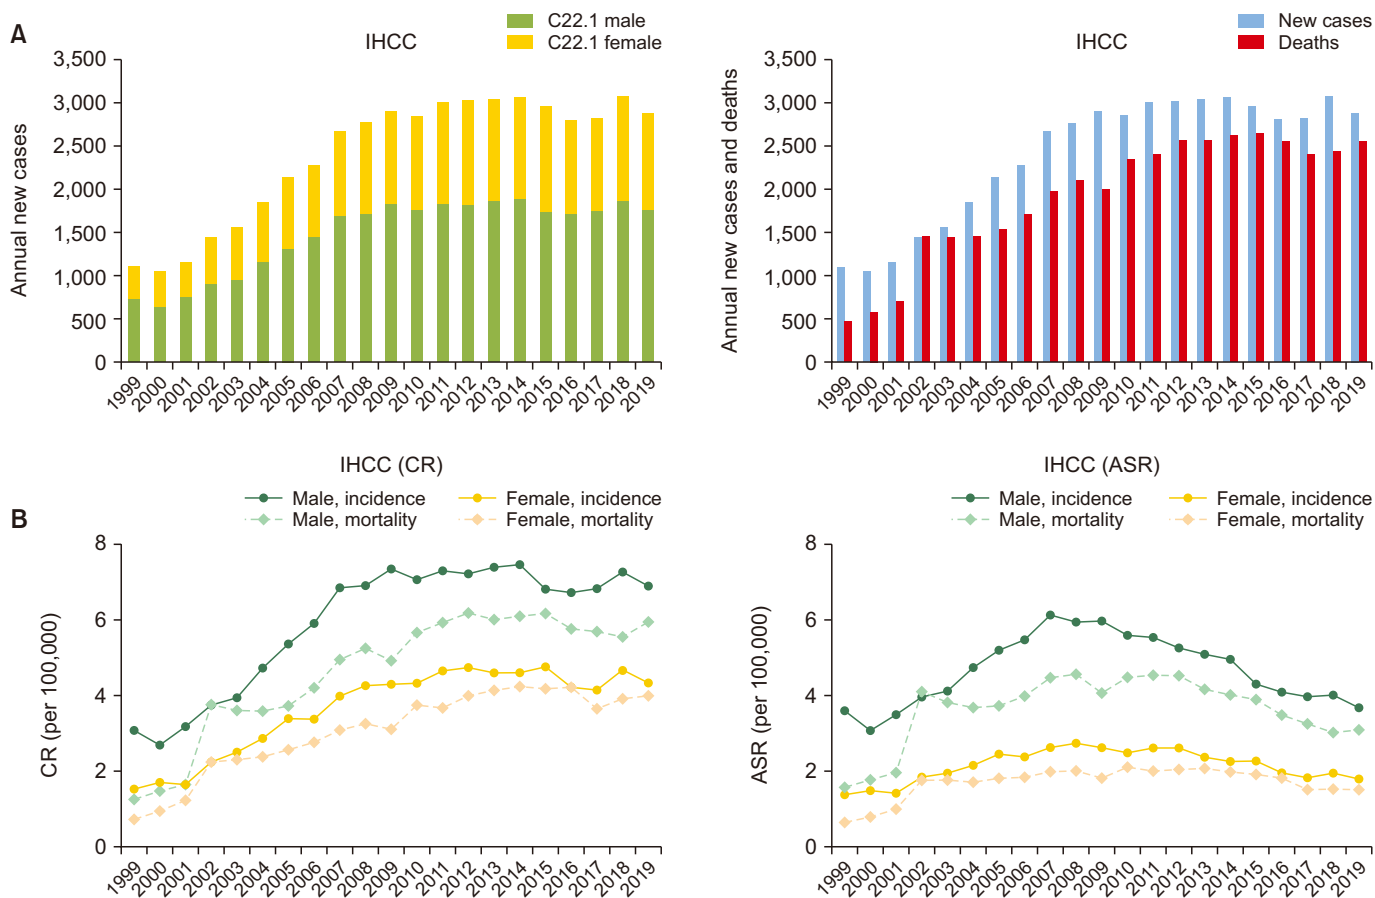 A
IHCC
C22.1 male
C22.1 female
Annual new cases
3,500
3,000
2,500
2,000
1,500
1,000
500
0
1999 2000 2001 2002 2003 2004 2005 2006 2007 2008 2009 2010 2011 2012 2013 2014 2015 2016 2017 2018 2019
IHCC
New cases
Deaths
Annual new cases and deaths
3,500
3,000
2,500
2,000
1,500
1,000
500
0
1999 2000 2001 2002 2003 2004 2005 2006 2007 2008 2009 2010 2011 2012 2013 2014 2015 2016 2017 2018 2019
B
IHCC (CR)
Male, incidence Female, incidence
Male, mortality Female, mortality
CR (per 100,000)
8
6
4
2
0
1999 2000 2001 2002 2003 2004 2005 2006 2007 2008 2009 2010 2011 2012 2013 2014 2015 2016 2017 2018 2019
IHCC (ASR)
Male, incidence Female, incidence
Male, mortality Female, mortality
ASR (per 100,000)
8
6
4
2
0
1999 2000 2001 2002 2003 2004 2005 2006 2007 2008 2009 2010 2011 2012 2013 2014 2015 2016 2017 2018 2019